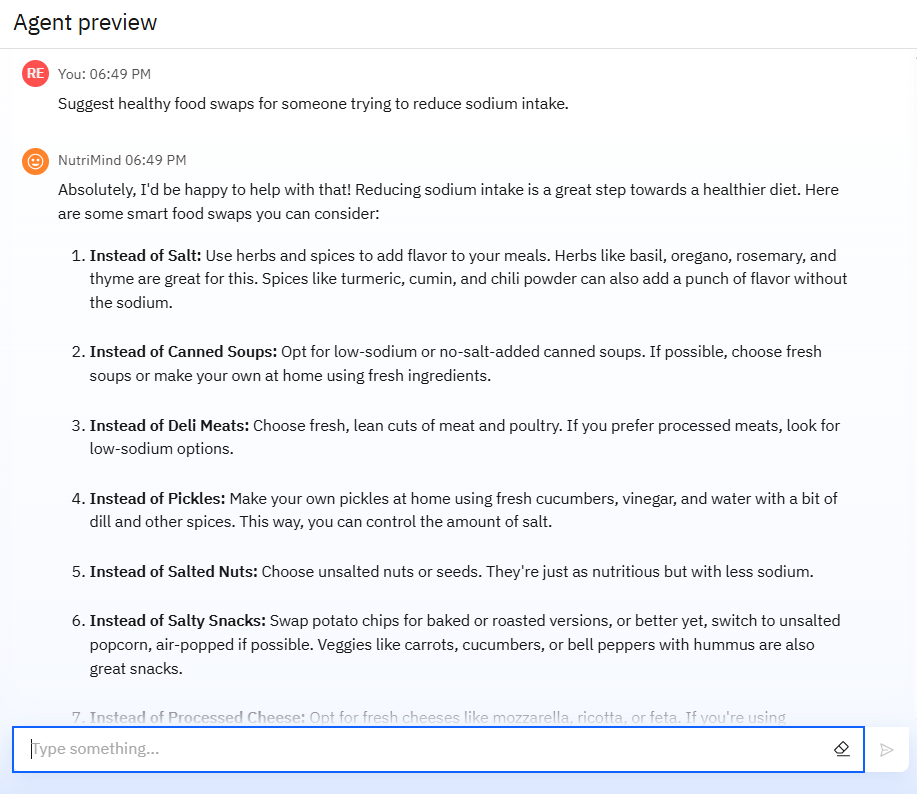 Agent preview
RE
You: 06:49 PM
Suggest healthy food swaps for someone trying to reduce sodium intake.
NutriMind 06:49 PM
Absolutely, I'd be happy to help with that! Reducing sodium intake is a great step towards a healthier diet. Here
are some smart food swaps you can consider:
1. Instead of Salt: Use herbs and spices to add flavor to your meals. Herbs like basil, oregano, rosemary, and
thyme are great for this. Spices like turmeric, cumin, and chili powder can also add a punch of flavor without
the sodium.
2. Instead of Canned Soups: Opt for low-sodium or no-salt-added canned soups. If possible, choose fresh
soups or make your own at home using fresh ingredients.
3. Instead of Deli Meats: Choose fresh, lean cuts of meat and poultry. If you prefer processed meats, look for
low-sodium options.
4. Instead of Pickles: Make your own pickles at home using fresh cucumbers, vinegar, and water with a bit of
dill and other spices. This way, you can control the amount of salt.
5. Instead of Salted Nuts: Choose unsalted nuts or seeds. They're just as nutritious but with less sodium.
6. Instead of Salty Snacks: Swap potato chips for baked or roasted versions, or better yet, switch to unsalted
popcorn, air-popped if possible. Veggies like carrots, cucumbers, or bell peppers with hummus are also
great snacks.
7. Instead of Processed Cheese: Opt for fresh cheeses like mozzarella, ricotta, or feta. If you're using
Type something...